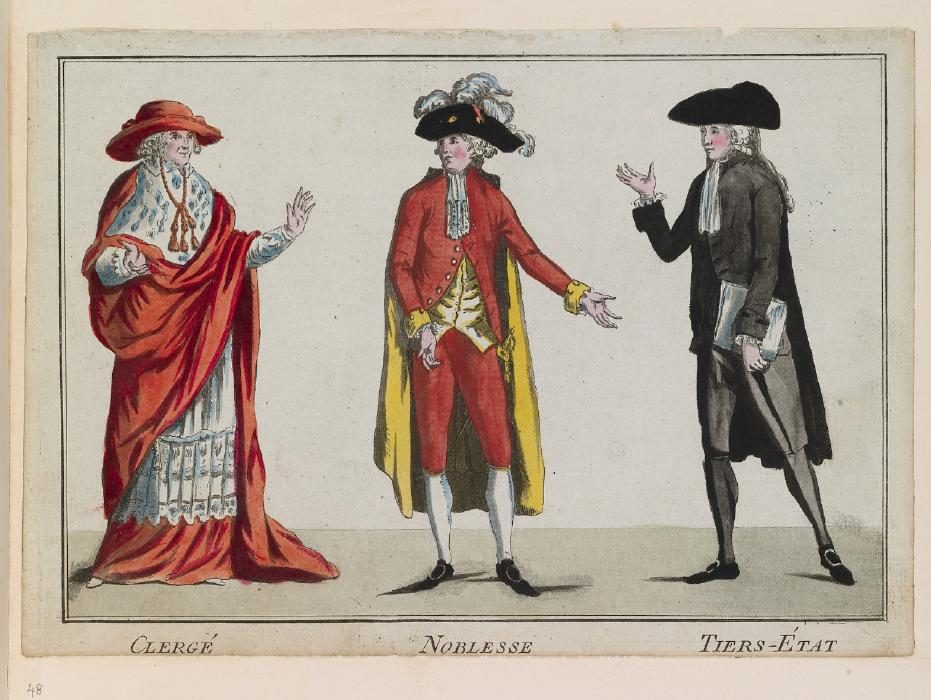 CLERGÉ
NOBLESSE
TIERS-ÉTAT
48